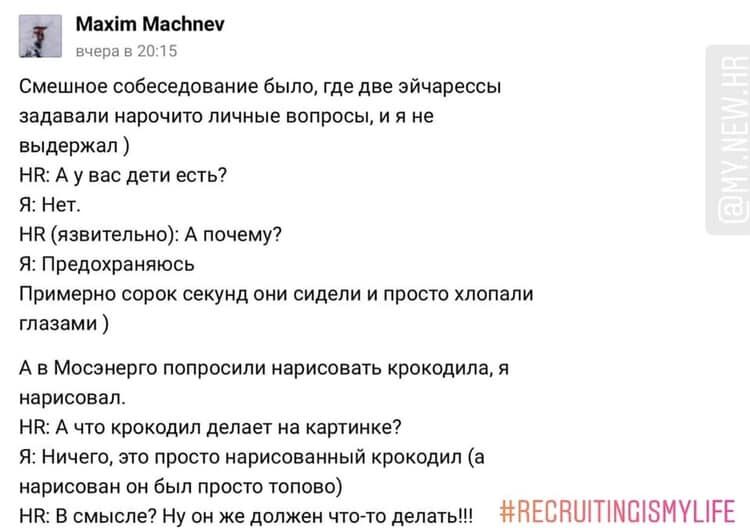 Maxim Machnev
вчера в 20:15
Смешное собеседование было, где две эйчарессы
задавали нарочито личные вопросы, и я не
выдержал )
HR: А у вас дети есть?
Я: Нет.
HR (язвительно): А почему?
Я: Предохраняюсь
Примерно сорок секунд они сидели и просто хлопали
глазами )
А в Мосэнерго попросили нарисовать крокодила, я
нарисовал.
HR: А что крокодил делает на картинке?
Я: Ничего, это просто нарисованный крокодил (а
нарисован он был просто топово)
HR: В смысле? Ну он же должен что-то делать!!!
@MY.NEW.HR
#RECRUITINGISMYLIFE